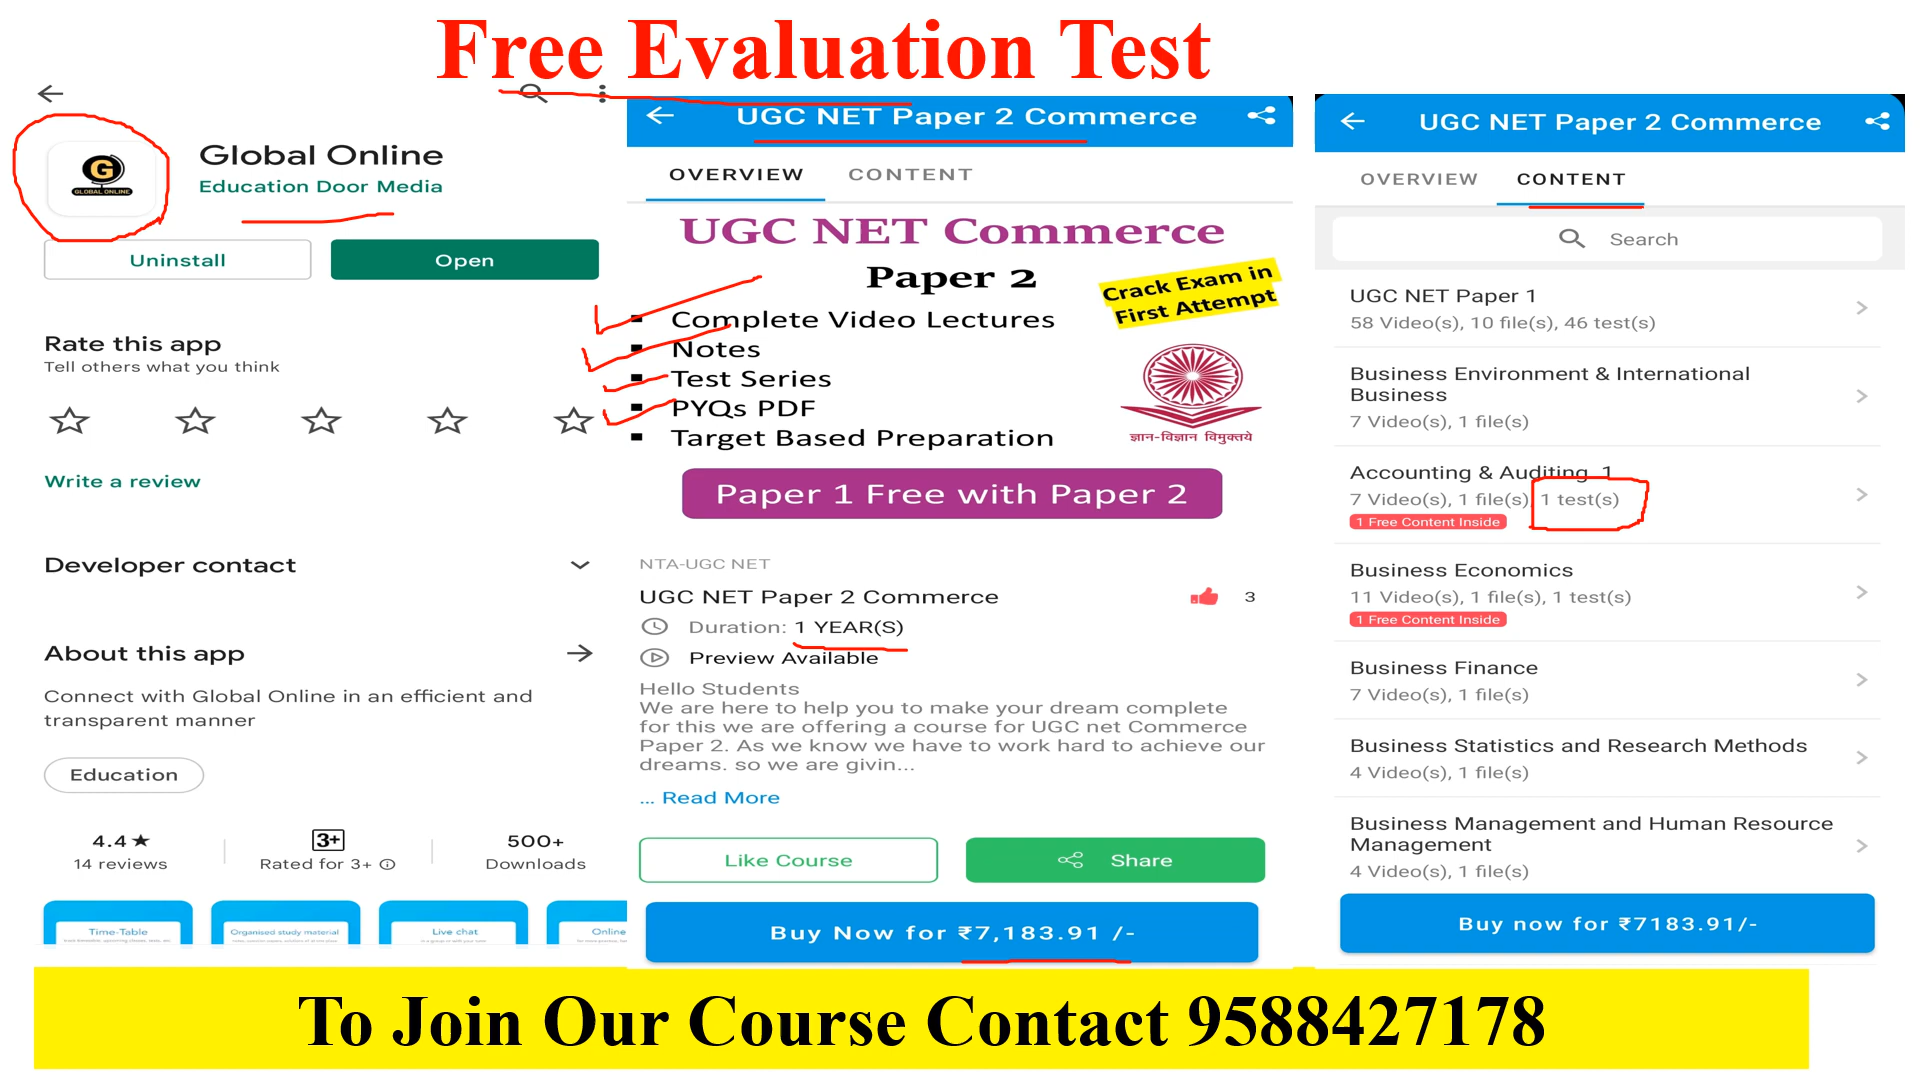 Free Evaluation Test
G
GLOBAL ONLINE
Global Online
Education Door Media
Uninstall
Open
Rate this app
Tell others what you think
Write a review
Developer contact
About this app
Connect with Global Online in an efficient and
transparent manner
Education
4.4★
14 reviews
3+
Rated for 3+
500+
Downloads
Time-Table
Organised study material
Live chat
Online
UGC NET Paper 2 Commerce
OVERVIEW
CONTENT
UGC NET Commerce
Paper 2
Crack Exam in
First Attempt
▪ Complete Video Lectures
▪ Notes
▪ Test Series
▪ PYQs PDF
▪ Target Based Preparation
ज्ञान-विज्ञान विमुक्तये
Paper 1 Free with Paper 2
NTA-UGC NET
UGC NET Paper 2 Commerce
3
Duration: 1 YEAR(S)
Preview Available
Hello Students
We are here to help you to make your dream complete
for this we are offering a course for UGC net Commerce
Paper 2. As we know we have to work hard to achieve our
dreams. so we are givin...
... Read More
Like Course
Share
Buy Now for ₹7,183.91 /-
UGC NET Paper 2 Commerce
OVERVIEW
CONTENT
Search
UGC NET Paper 1
58 Video(s), 10 file(s), 46 test(s)
Business Environment & International
Business
7 Video(s), 1 file(s)
Accounting & Auditing 1
7 Video(s), 1 file(s), 1 test(s)
1 Free Content Inside
Business Economics
11 Video(s), 1 file(s), 1 test(s)
1 Free Content Inside
Business Finance
7 Video(s), 1 file(s)
Business Statistics and Research Methods
4 Video(s), 1 file(s)
Business Management and Human Resource
Management
4 Video(s), 1 file(s)
Buy now for ₹7183.91/-
To Join Our Course Contact 9588427178